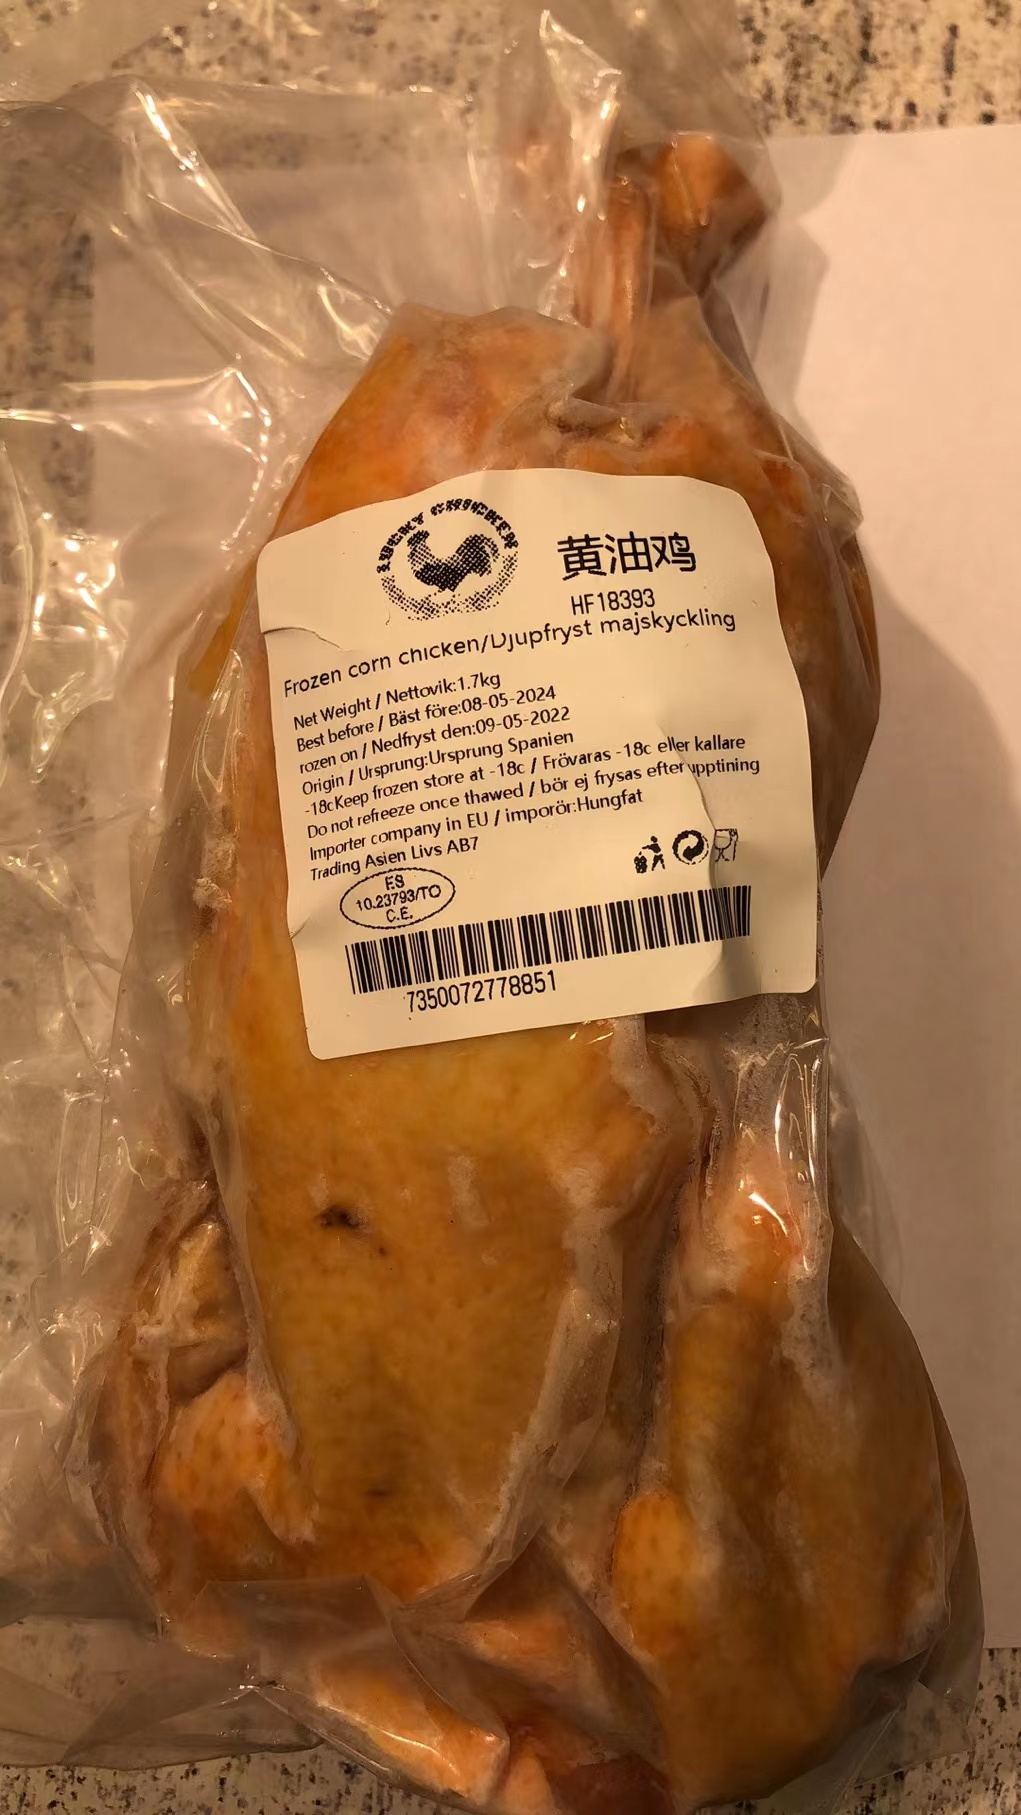 LUCKY CHICKEN
黄油鸡
HF18393
Frozen corn chicken/Djupfryst majskyckling
Net Weight / Nettovik:1.7kg
Best before / Bäst före:08-05-2024
rozen on / Nedfryst den:09-05-2022
Origin / Ursprung:Ursprung Spanien
-18cKeep frozen store at -18c / Frövaras -18c eller kallare
Do not refreeze once thawed / bör ej frysas efter upptining
Importer company in EU / imporör:Hungfat
Trading Asien Livs AB7
ES
10.23793/TO
C.E.
7350072778851